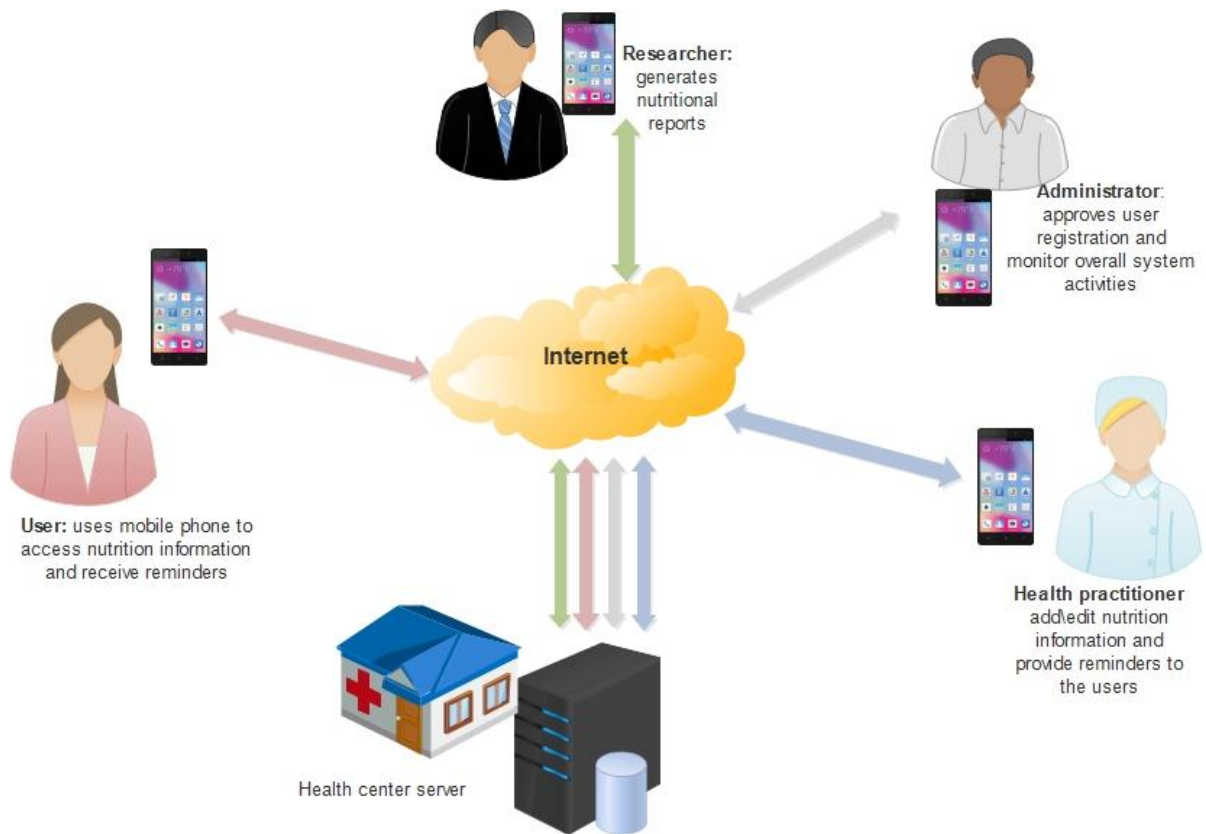 Researcher:
generates
nutritional
reports
Administrator:
approves user
registration and
monitor overall system
activities
Internet
User: uses mobile phone to
access nutrition information
and receive reminders
Health practitioner
add\edit nutrition
information and
provide reminders to
the users
Health center server